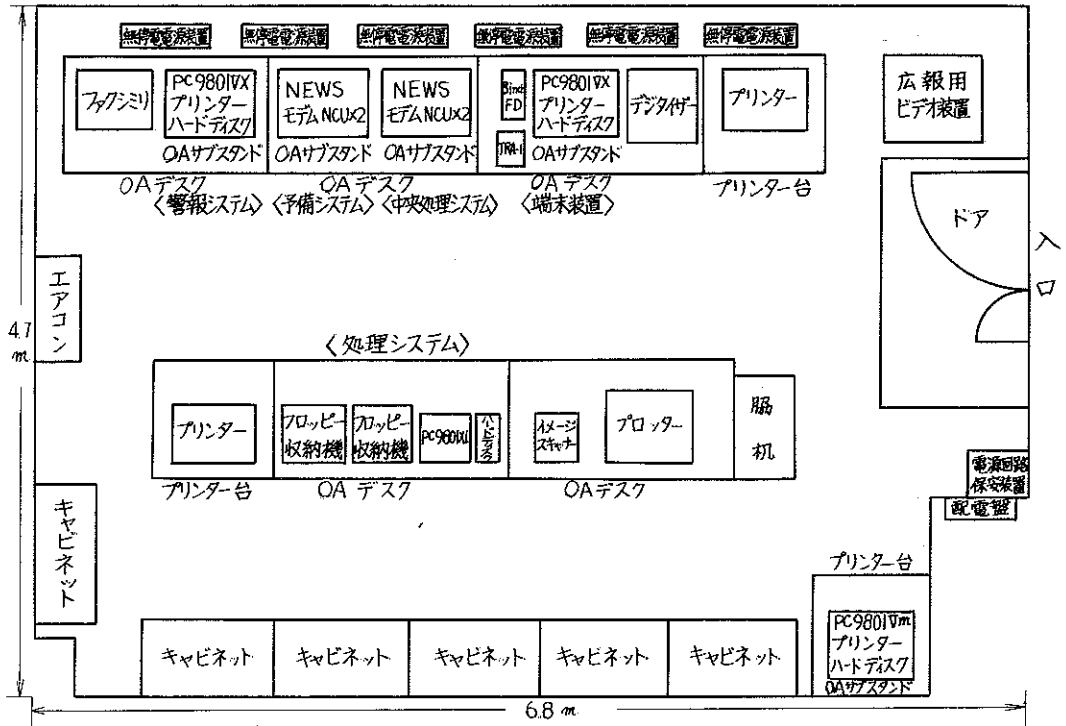 無停電電源装置
無停電電源装置
無停電電源装置
無停電電源装置
無停電電源装置
無停電電源装置
ファクシミリ
PC9801VX
プリンター
ハードディスク
OAサブスタンド
NEWS
モデムNCU×2
OAサブスタンド
NEWS
モデムNCU×2
OAサブスタンド
FD
TRA-1
PC9801VX
プリンター
ハードディスク
OAサブスタンド
デジタイザー
プリンター
広報用
ビデオ装置
OAデスク
〈警報システム〉
OAデスク
〈予備システム〉
〈中央処理システム〉
OAデスク
〈端末装置〉
プリンター台
ドア
入口
エアコン
4.7
m
〈処理システム〉
プリンター
フロッピー
収納機
フロッピー
収納機
PC9801VX
ハードディスク
イメージ
スキャナー
プロッター
脇机
プリンター台
OAデスク
OAデスク
電源回路
保安装置
配電盤
キャビネット
プリンター台
PC9801Vm
プリンター
ハードディスク
OAサブスタンド
キャビネット
キャビネット
キャビネット
キャビネット
キャビネット
6.8 m